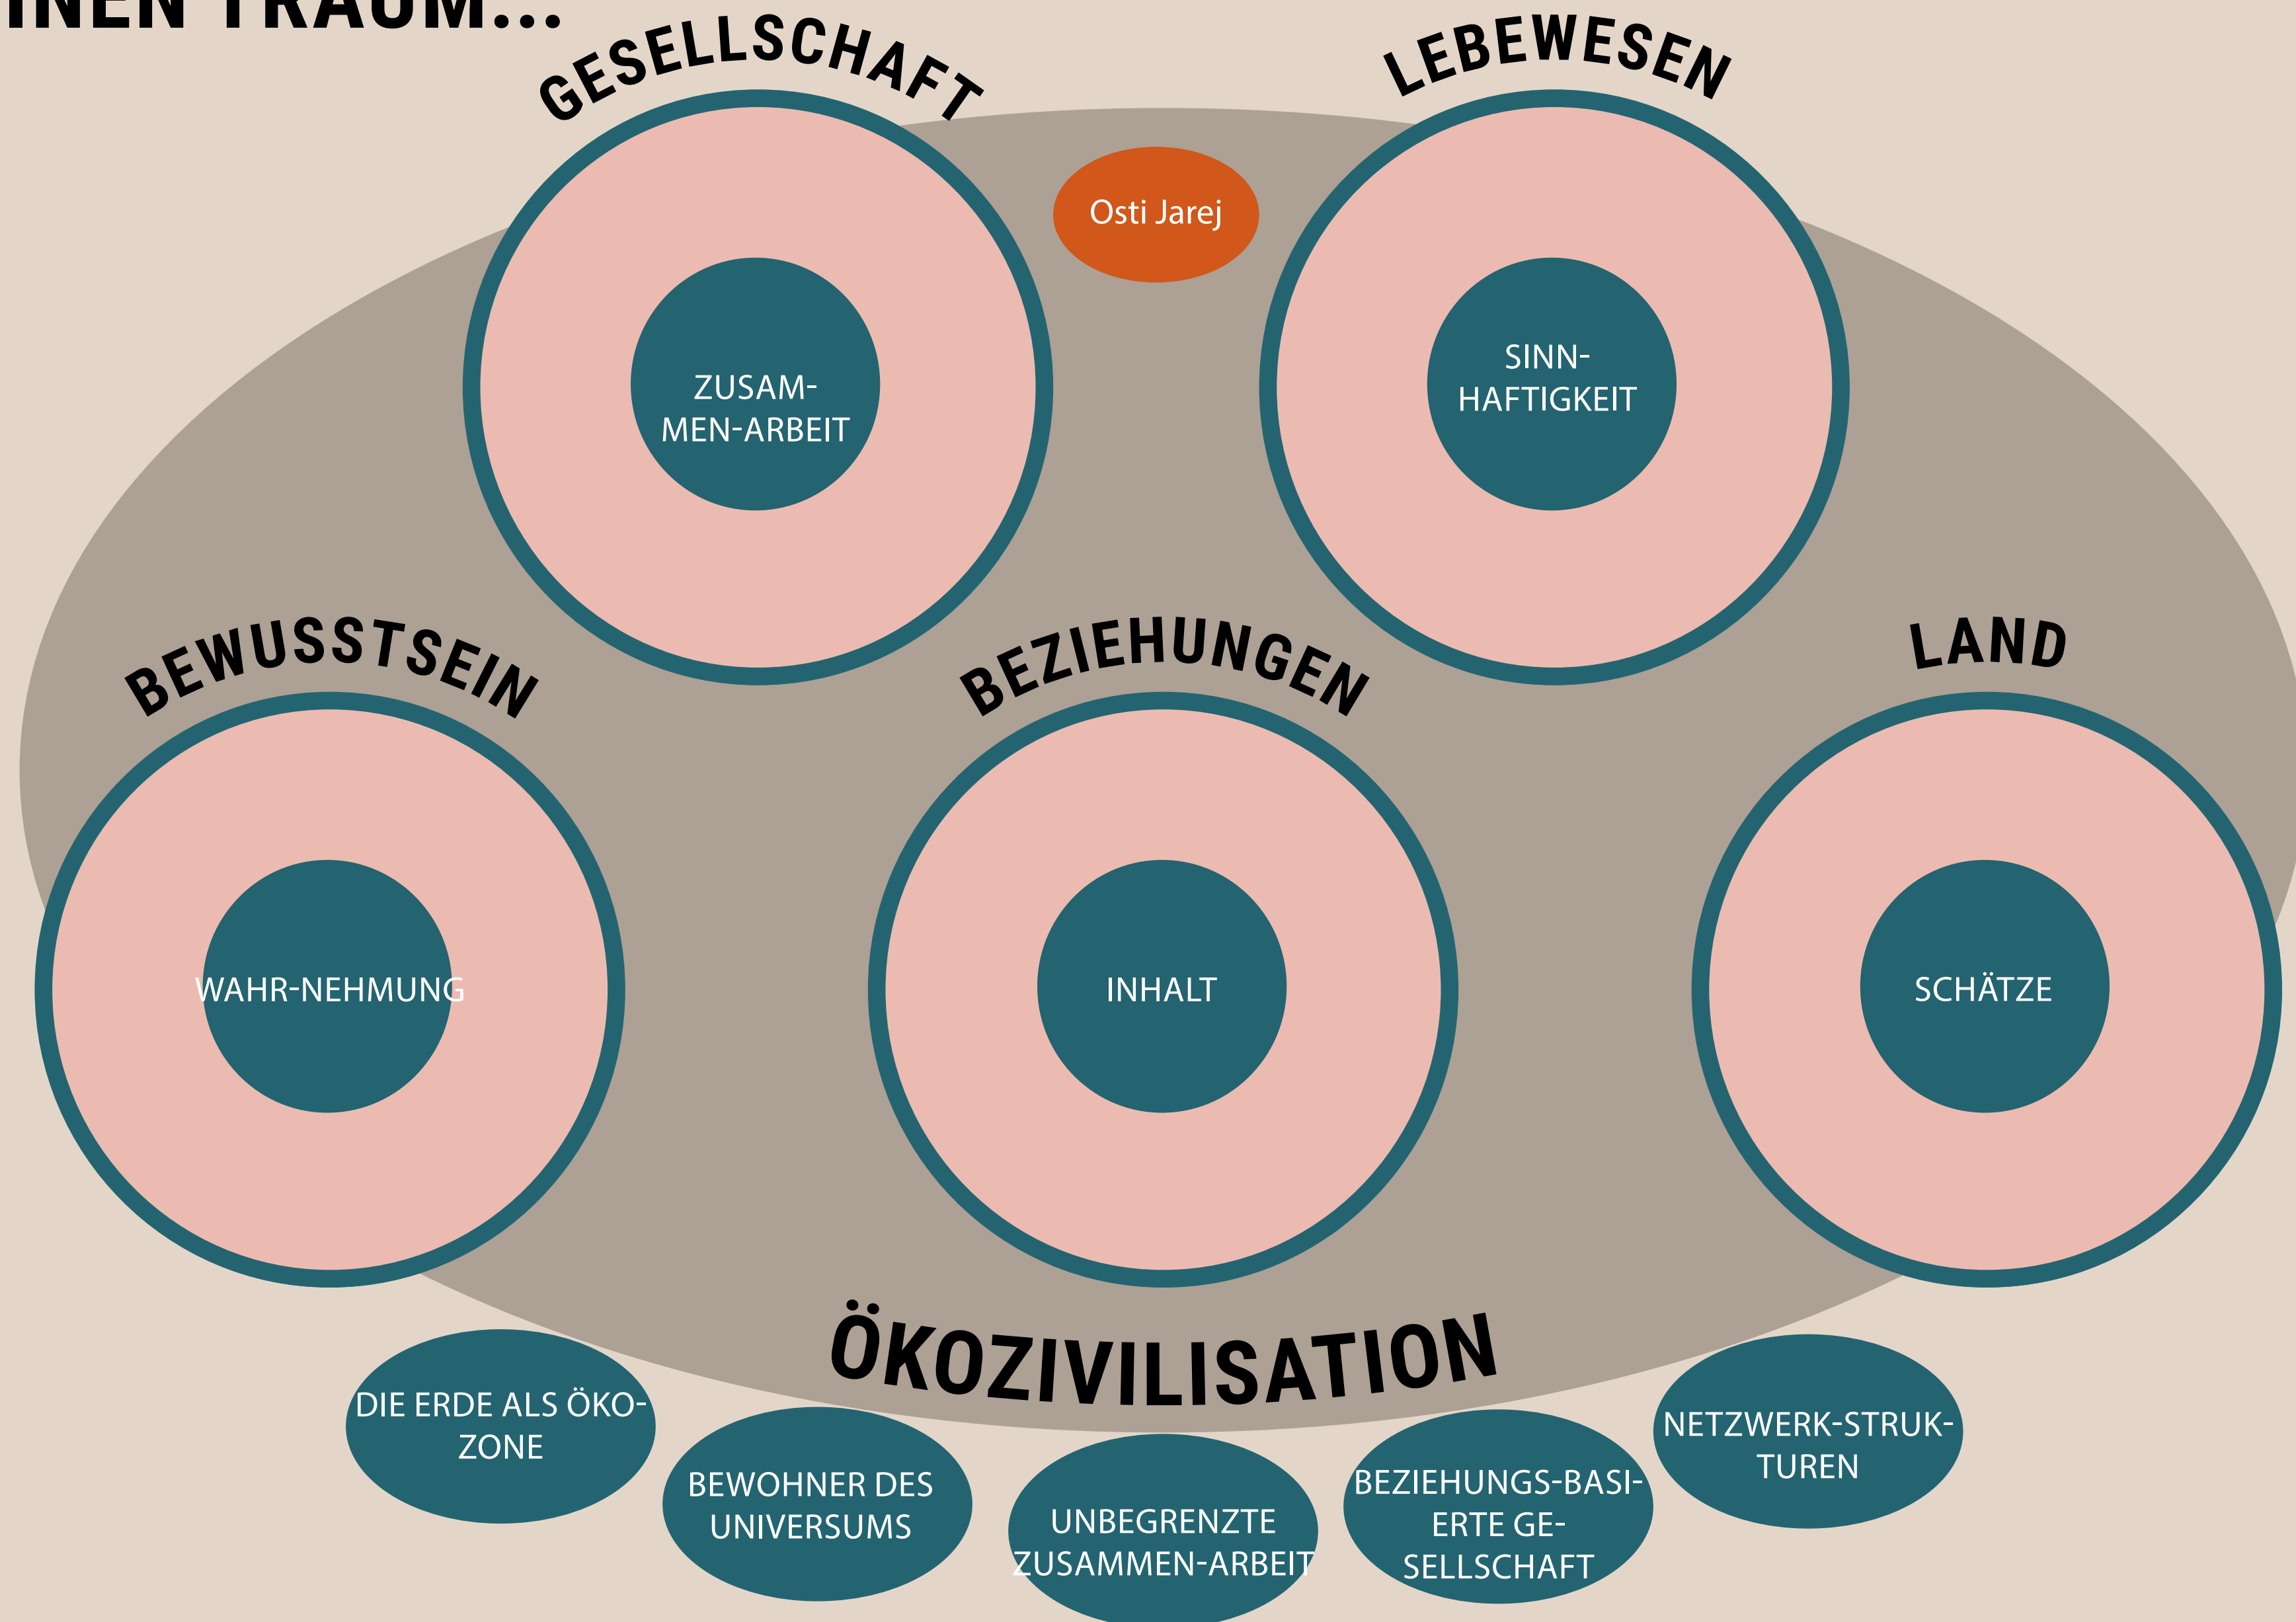 INEN TRAUM...
GESELLSCHAFT
LEBEWESEN
Osti Jarej
ZUSAM-
MEN-ARBEIT
SINN-
HAFTIGKEIT
BEWUSSTSEIN
BEZIEHUNGEN
LAND
WAHR-NEHMUNG
INHALT
SCHÄTZE
ÖKOZIVILISATION
DIE ERDE ALS ÖKO-
ZONE
BEWOHNER DES
UNIVERSUMS
UNBEGRENZTE
ZUSAMMEN-ARBEIT
BEZIEHUNGS-BASI-
ERTE GE-
SELLSCHAFT
NETZWERK-STRUK-
TUREN